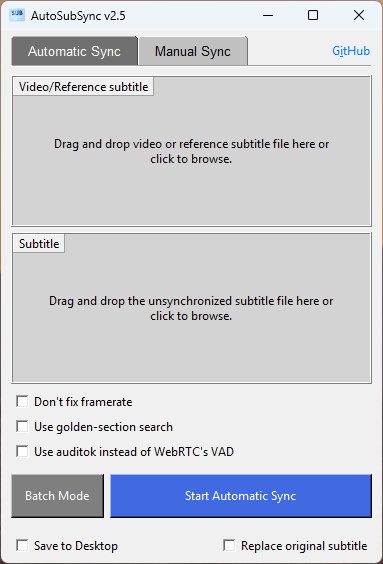 SUB
AutoSubSync v2.5
Automatic Sync
Manual Sync
GitHub
Video/Reference subtitle
Drag and drop video or reference subtitle file here or
click to browse.
Subtitle
Drag and drop the unsynchronized subtitle file here or
click to browse.
Don't fix framerate
Use golden-section search
Use auditok instead of WebRTC's VAD
Batch Mode
Start Automatic Sync
Save to Desktop
Replace original subtitle